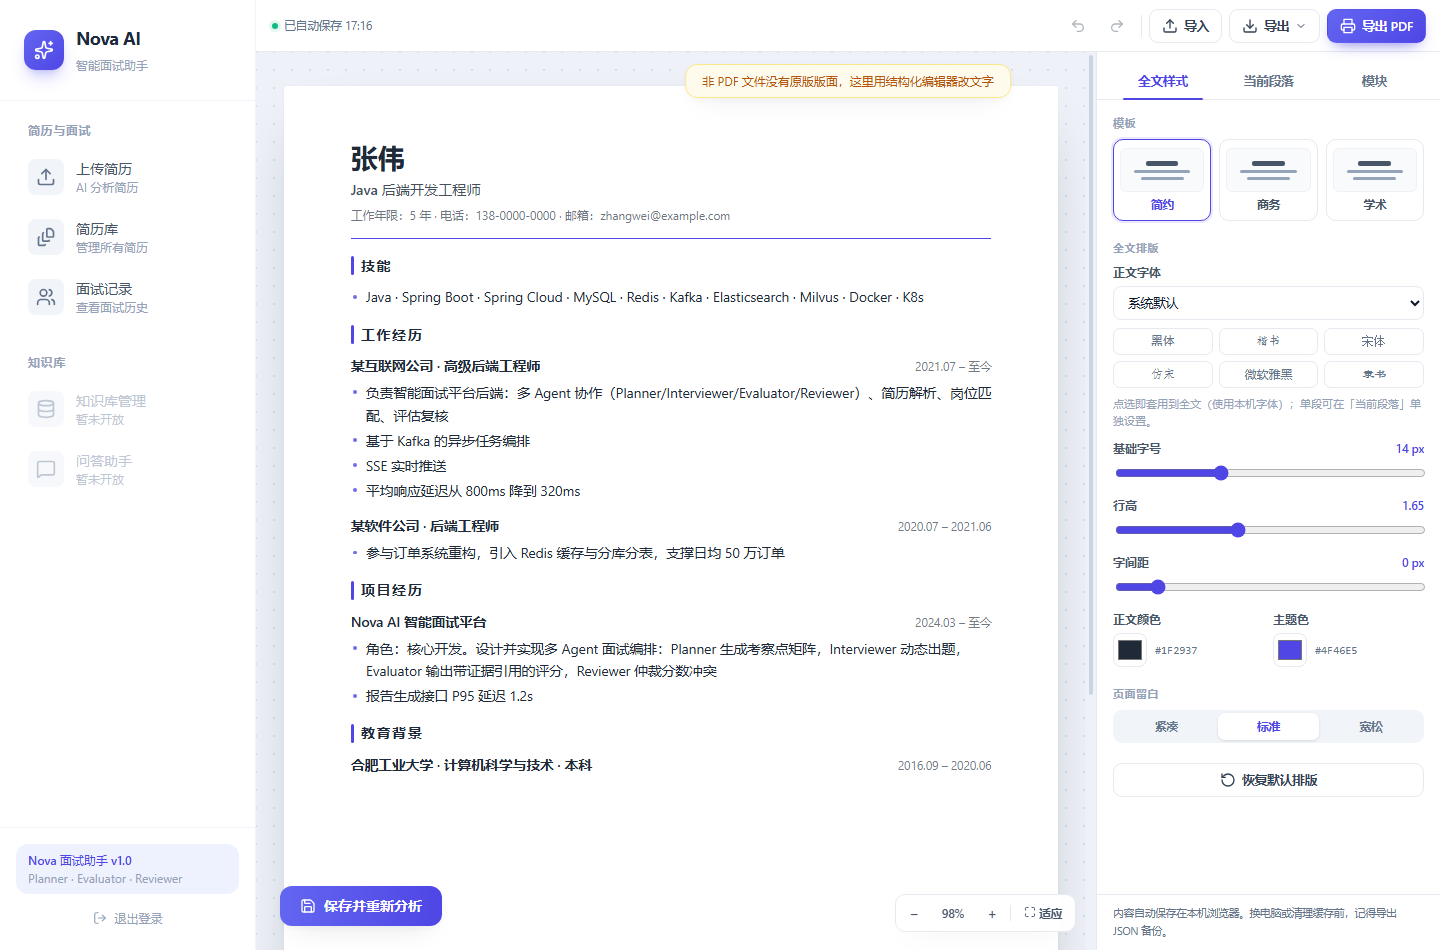 Nova AI
智能面试助手
简历与面试
上传简历
AI 分析简历
简历库
管理所有简历
面试记录
查看面试历史
知识库
知识库管理
暂未开放
问答助手
暂未开放
Nova 面试助手 v1.0
Planner · Evaluator · Reviewer
退出登录
已自动保存 17:16
导入
导出
导出 PDF
非 PDF 文件没有原版版面，这里用结构化编辑器改文字
张伟
Java 后端开发工程师
工作年限：5 年 · 电话：138-0000-0000 · 邮箱：zhangwei@example.com
技能
Java · Spring Boot · Spring Cloud · MySQL · Redis · Kafka · Elasticsearch · Milvus · Docker · K8s
工作经历
某互联网公司 · 高级后端工程师 2021.07 – 至今
负责智能面试平台后端：多 Agent 协作（Planner/Interviewer/Evaluator/Reviewer）、简历解析、岗位匹
配、评估复核
基于 Kafka 的异步任务编排
SSE 实时推送
平均响应延迟从 800ms 降到 320ms
某软件公司 · 后端工程师 2020.07 – 2021.06
参与订单系统重构，引入 Redis 缓存与分库分表，支撑日均 50 万订单
项目经历
Nova AI 智能面试平台 2024.03 – 至今
角色：核心开发。设计并实现多 Agent 面试编排：Planner 生成考察点矩阵，Interviewer 动态出题，
Evaluator 输出带证据引用的评分，Reviewer 仲裁分数冲突
报告生成接口 P95 延迟 1.2s
教育背景
合肥工业大学 · 计算机科学与技术 · 本科 2016.09 – 2020.06
保存并重新分析
− 98% + 适应
全文样式 当前段落 模块
模板
简约 商务 学术
全文排版
正文字体
系统默认
黑体 楷书 宋体
仿宋 微软雅黑 隶书
点选即套用到全文（使用本机字体）；单段可在「当前段落」单
独设置。
基础字号 14 px
行高 1.65
字间距 0 px
正文颜色 主题色
#1F2937 #4F46E5
页面留白
紧凑 标准 宽松
恢复默认排版
内容自动保存在本机浏览器。换电脑或清理缓存前，记得导出
JSON 备份。